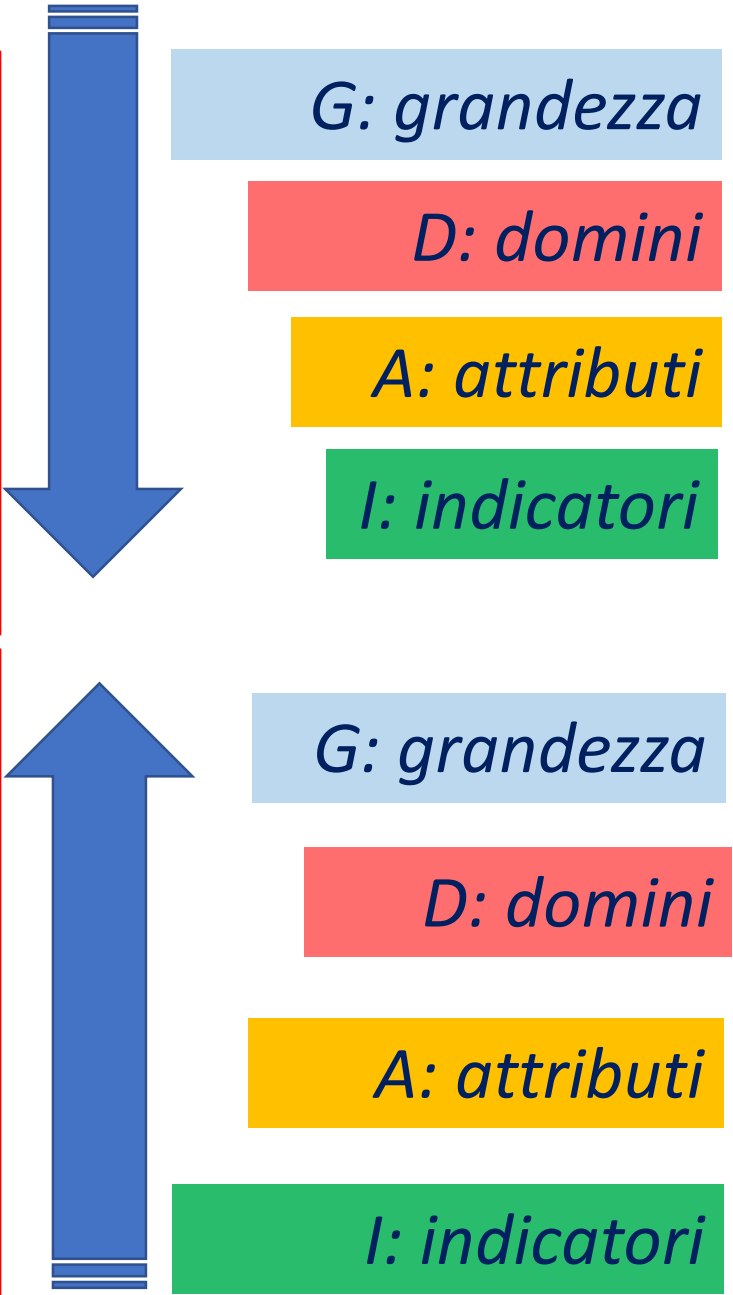 G: grandezza
D: domini
A: attributi
I: indicatori
G: grandezza
D: domini
A: attributi
I: indicatori